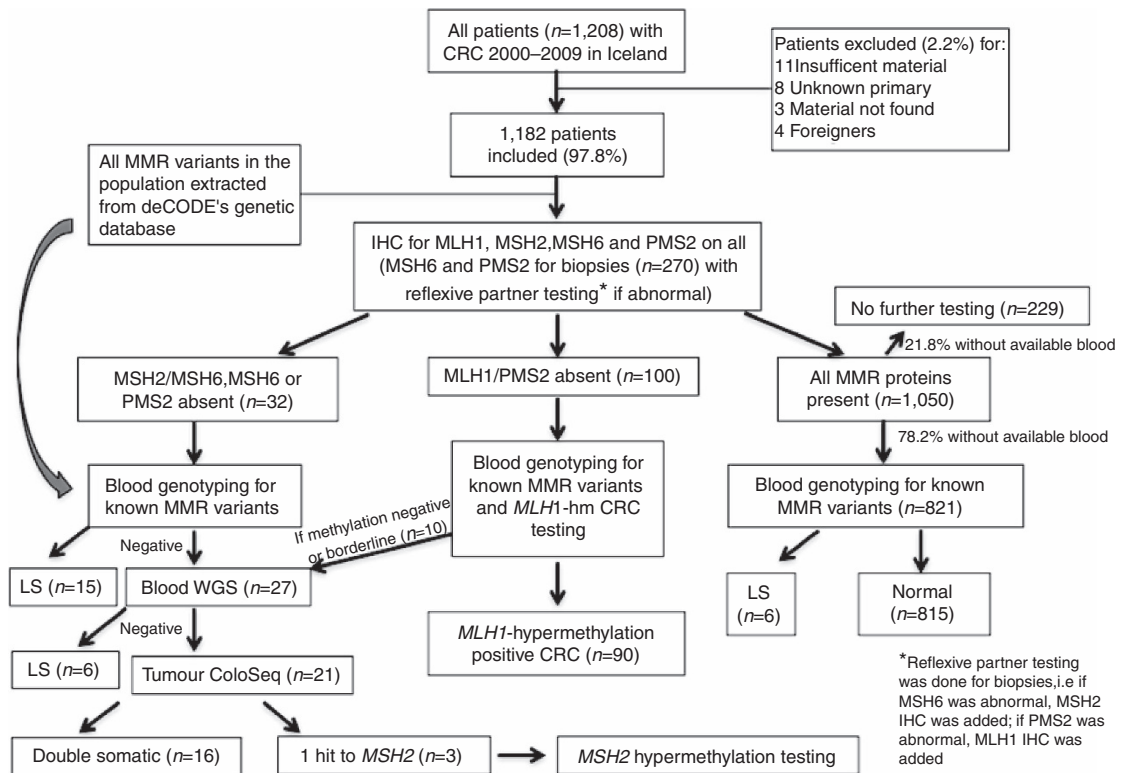 All patients (n=1,208) with
CRC 2000–2009 in Iceland
Patients excluded (2.2%) for:
11Insufficent material
8 Unknown primary
3 Material not found
4 Foreigners
1,182 patients
included (97.8%)
All MMR variants in the
population extracted
from deCODE's genetic
database
IHC for MLH1, MSH2,MSH6 and PMS2 on all
(MSH6 and PMS2 for biopsies (n=270) with
reflexive partner testing* if abnormal)
No further testing (n=229)
21.8% without available blood
MSH2/MSH6,MSH6 or
PMS2 absent (n=32)
MLH1/PMS2 absent (n=100)
All MMR proteins
present (n=1,050)
78.2% without available blood
Blood genotyping for
known MMR variants
Blood genotyping for
known MMR variants
and MLH1-hm CRC
testing
Blood genotyping for known
MMR variants (n=821)
If methylation negative
or borderline (n=10)
Negative
LS (n=15)
Blood WGS (n=27)
LS
(n=6)
Normal
(n=815)
Negative
MLH1-hypermethylation
positive CRC (n=90)
LS (n=6)
Tumour ColoSeq (n=21)
*Reflexive partner testing
was done for biopsies,i.e if
MSH6 was abnormal, MSH2
IHC was added; if PMS2 was
abnormal, MLH1 IHC was
added
Double somatic (n=16)
1 hit to MSH2 (n=3)
MSH2 hypermethylation testing